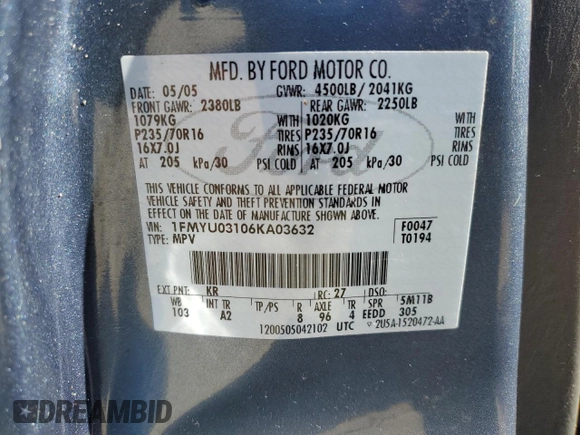 MFD. BY FORD MOTOR CO.
DATE: 05/05 GVWR: 4500LB/ 2041KG
FRONT GAWR: 2380LB REAR GAWR: 2250LB
1079KG 1020KG
P235/70R16 TIRES P235/70R16 TIRES
16X7.0J RIMS 16X7.0J RIMS
AT 205 kPa/30 PSI COLD AT 205 kPa/30 PSI COLD
THIS VEHICLE CONFORMS TO ALL APPLICABLE FEDERAL MOTOR
VEHICLE SAFETY AND THEFT PREVENTION STANDARDS IN
EFFECT ON THE DATE OF MANUFACTURE SHOWN ABOVE.
VIN: 1FMYU03106KA03632 F0047
TYPE: MPV T0194
Ford
EXT PNT: KR RC: 27 DSO:
WB INT TR TP/PS R AXLE TR SPR 5M11B
103 A2 8 96 4 EEDD 305
1200505042102 UTC 2U5A-1520472-AA
DREAMBID